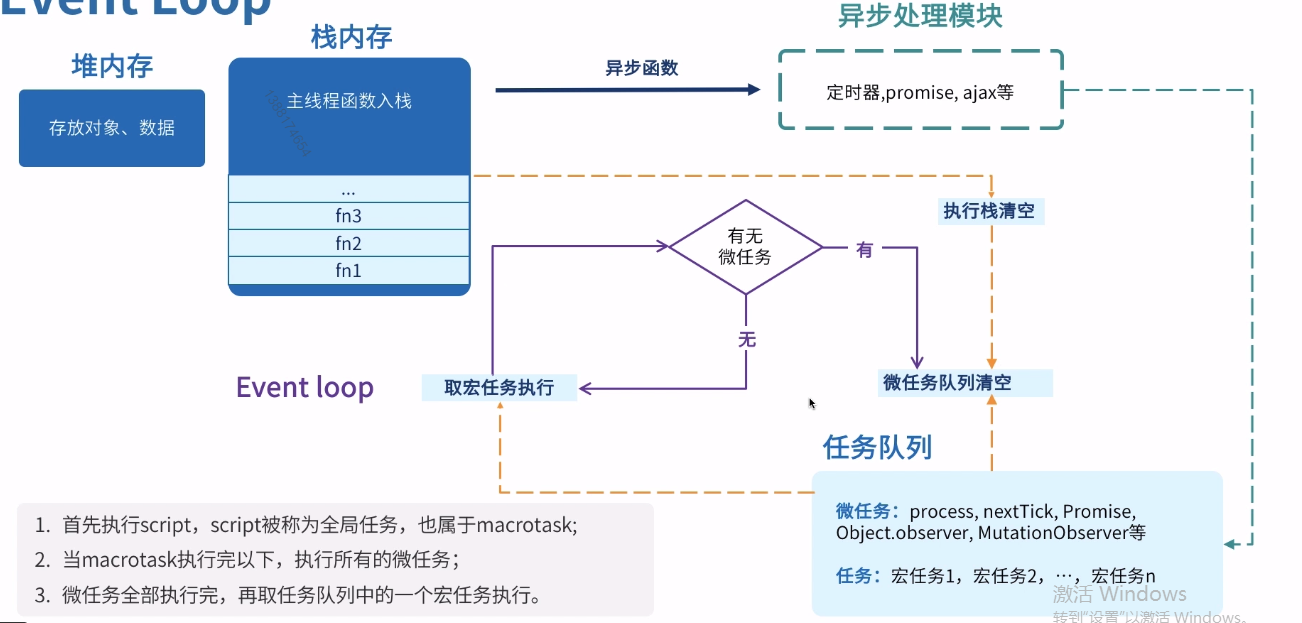 Event Loop
异步处理模块
栈内存
堆内存
异步函数
定时器,promise, ajax等
主线程函数入栈
存放对象、数据
...
fn3
fn2
fn1
执行栈清空
有无
微任务
有
无
Event loop
取宏任务执行
微任务队列清空
任务队列
微任务：process, nextTick, Promise,
Object.observer, MutationObserver等
任务：宏任务1，宏任务2，…，宏任务n
1. 首先执行script，script被称为全局任务，也属于macrotask;
2. 当macrotask执行完以下，执行所有的微任务；
3. 微任务全部执行完，再取任务队列中的一个宏任务执行。
激活 Windows
转到“设置”以激活 Windows。